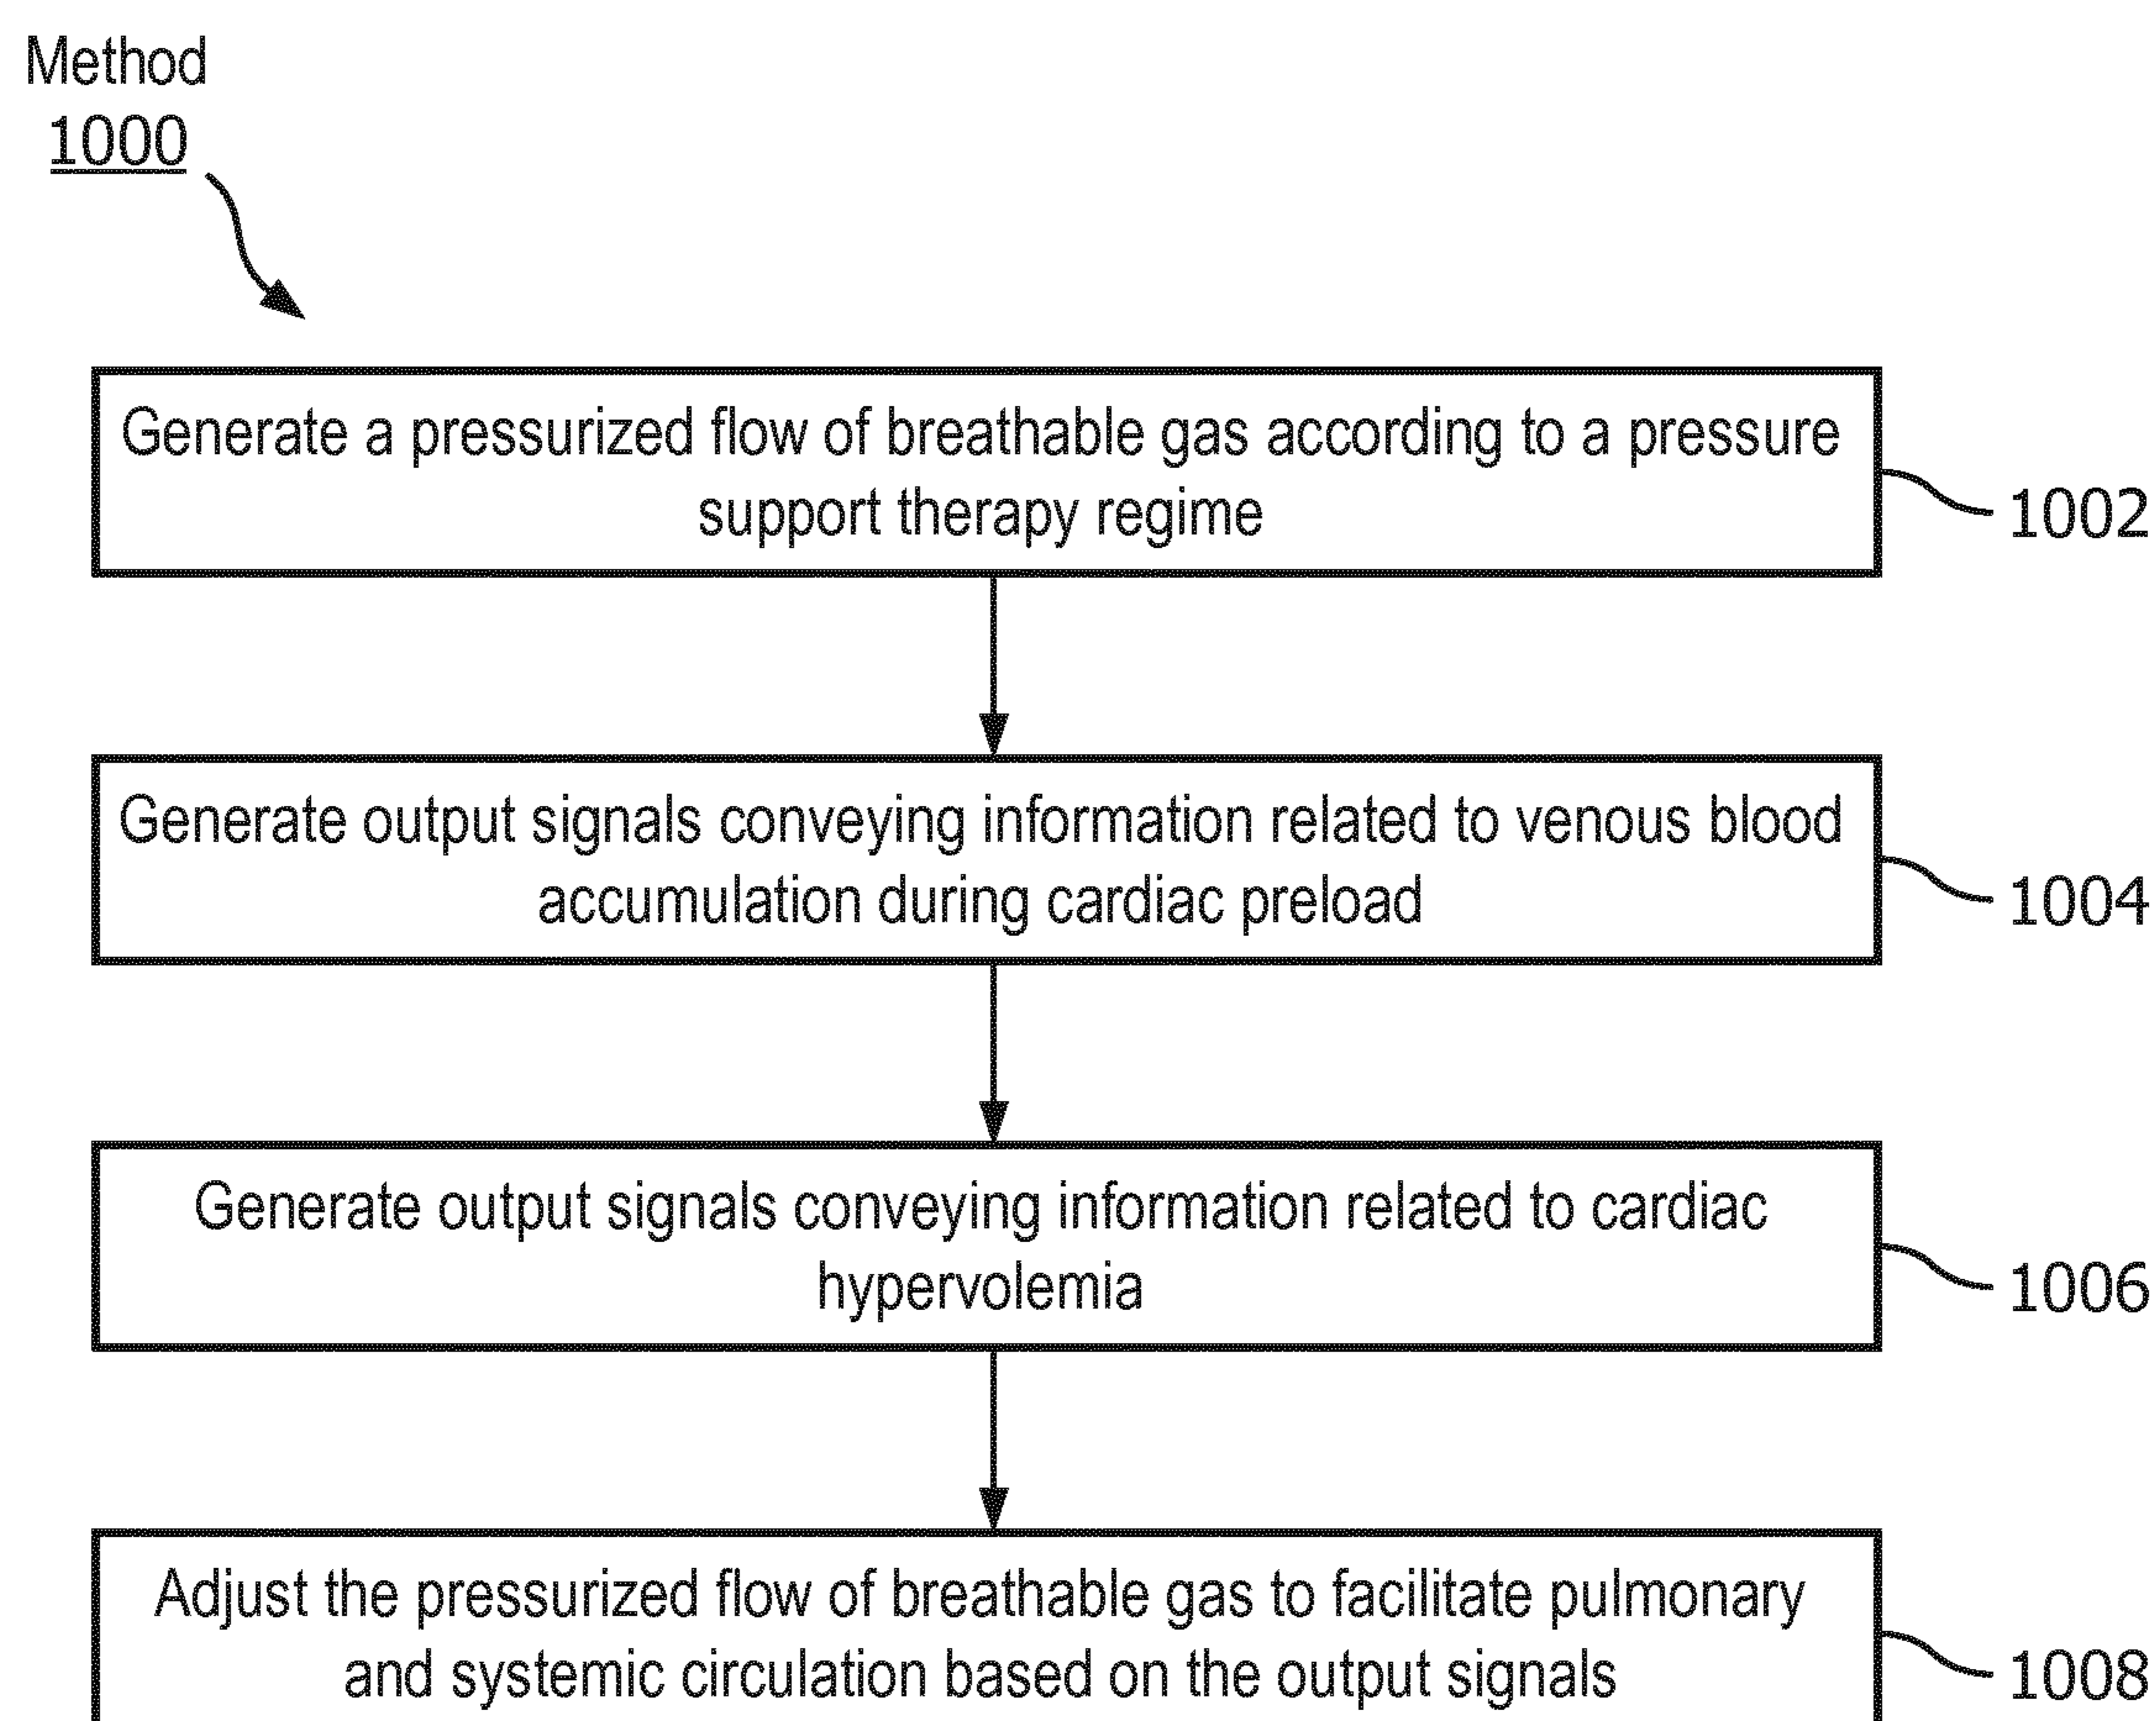 Method
1000
Generate a pressurized flow of breathable gas according to a pressure
support therapy regime
1002
Generate output signals conveying information related to venous blood
accumulation during cardiac preload
1004
Generate output signals conveying information related to cardiac
hypervolemia
1006
Adjust the pressurized flow of breathable gas to facilitate pulmonary
and systemic circulation based on the output signals
1008